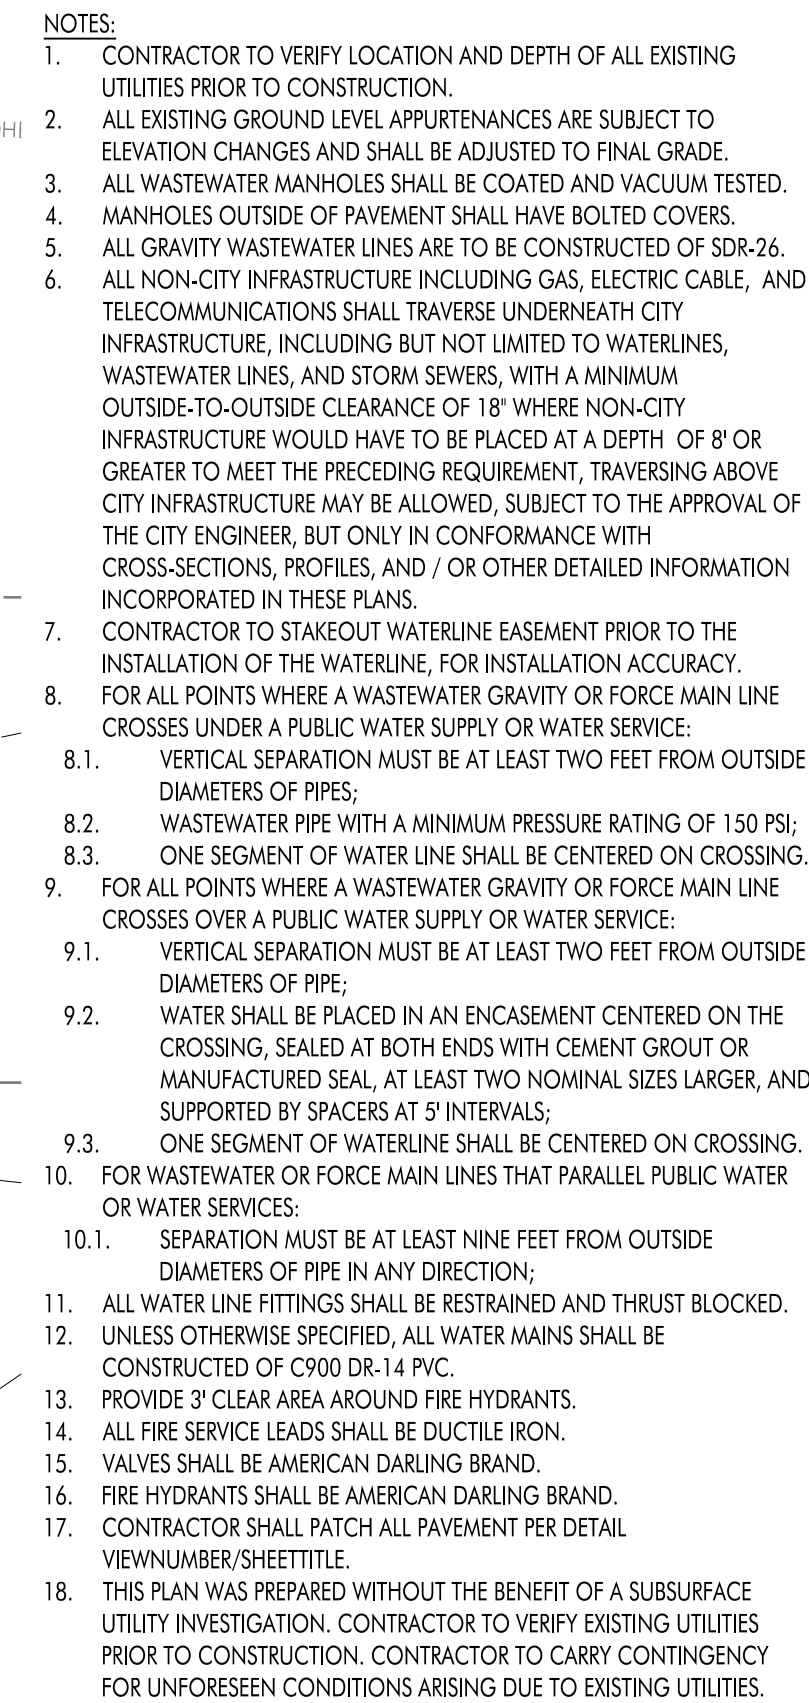 NOTES:
1. CONTRACTOR TO VERIFY LOCATION AND DEPTH OF ALL EXISTING
UTILITIES PRIOR TO CONSTRUCTION.
2. ALL EXISTING GROUND LEVEL APPURTENANCES ARE SUBJECT TO
ELEVATION CHANGES AND SHALL BE ADJUSTED TO FINAL GRADE.
3. ALL WASTEWATER MANHOLES SHALL BE COATED AND VACUUM TESTED.
4. MANHOLES OUTSIDE OF PAVEMENT SHALL HAVE BOLTED COVERS.
5. ALL GRAVITY WASTEWATER LINES ARE TO BE CONSTRUCTED OF SDR-26.
6. ALL NON-CITY INFRASTRUCTURE INCLUDING GAS, ELECTRIC CABLE, AND
TELECOMMUNICATIONS SHALL TRAVERSE UNDERNEATH CITY
INFRASTRUCTURE, INCLUDING BUT NOT LIMITED TO WATERLINES,
WASTEWATER LINES, AND STORM SEWERS, WITH A MINIMUM
OUTSIDE-TO-OUTSIDE CLEARANCE OF 18" WHERE NON-CITY
INFRASTRUCTURE WOULD HAVE TO BE PLACED AT A DEPTH OF 8' OR
GREATER TO MEET THE PRECEDING REQUIREMENT, TRAVERSING ABOVE
CITY INFRASTRUCTURE MAY BE ALLOWED, SUBJECT TO THE APPROVAL OF
THE CITY ENGINEER, BUT ONLY IN CONFORMANCE WITH
CROSS-SECTIONS, PROFILES, AND / OR OTHER DETAILED INFORMATION
INCORPORATED IN THESE PLANS.
7. CONTRACTOR TO STAKEOUT WATERLINE EASEMENT PRIOR TO THE
INSTALLATION OF THE WATERLINE, FOR INSTALLATION ACCURACY.
8. FOR ALL POINTS WHERE A WASTEWATER GRAVITY OR FORCE MAIN LINE
CROSSES UNDER A PUBLIC WATER SUPPLY OR WATER SERVICE:
8.1. VERTICAL SEPARATION MUST BE AT LEAST TWO FEET FROM OUTSIDE
DIAMETERS OF PIPES;
8.2. WASTEWATER PIPE WITH A MINIMUM PRESSURE RATING OF 150 PSI;
8.3. ONE SEGMENT OF WATER LINE SHALL BE CENTERED ON CROSSING.
9. FOR ALL POINTS WHERE A WASTEWATER GRAVITY OR FORCE MAIN LINE
CROSSES OVER A PUBLIC WATER SUPPLY OR WATER SERVICE:
9.1. VERTICAL SEPARATION MUST BE AT LEAST TWO FEET FROM OUTSIDE
DIAMETERS OF PIPE;
9.2. WATER SHALL BE PLACED IN AN ENCASEMENT CENTERED ON THE
CROSSING, SEALED AT BOTH ENDS WITH CEMENT GROUT OR
MANUFACTURED SEAL, AT LEAST TWO NOMINAL SIZES LARGER, AND
SUPPORTED BY SPACERS AT 5' INTERVALS;
9.3. ONE SEGMENT OF WATERLINE SHALL BE CENTERED ON CROSSING.
10. FOR WASTEWATER OR FORCE MAIN LINES THAT PARALLEL PUBLIC WATER
OR WATER SERVICES:
10.1. SEPARATION MUST BE AT LEAST NINE FEET FROM OUTSIDE
DIAMETERS OF PIPE IN ANY DIRECTION;
11. ALL WATER LINE FITTINGS SHALL BE RESTRAINED AND THRUST BLOCKED.
12. UNLESS OTHERWISE SPECIFIED, ALL WATER MAINS SHALL BE
CONSTRUCTED OF C900 DR-14 PVC.
13. PROVIDE 3' CLEAR AREA AROUND FIRE HYDRANTS.
14. ALL FIRE SERVICE LEADS SHALL BE DUCTILE IRON.
15. VALVES SHALL BE AMERICAN DARLING BRAND.
16. FIRE HYDRANTS SHALL BE AMERICAN DARLING BRAND.
17. CONTRACTOR SHALL PATCH ALL PAVEMENT PER DETAIL
VIEWNUMBER/SHEETTITLE.
18. THIS PLAN WAS PREPARED WITHOUT THE BENEFIT OF A SUBSURFACE
UTILITY INVESTIGATION. CONTRACTOR TO VERIFY EXISTING UTILITIES
PRIOR TO CONSTRUCTION. CONTRACTOR TO CARRY CONTINGENCY
FOR UNFORESEEN CONDITIONS ARISING DUE TO EXISTING UTILITIES.